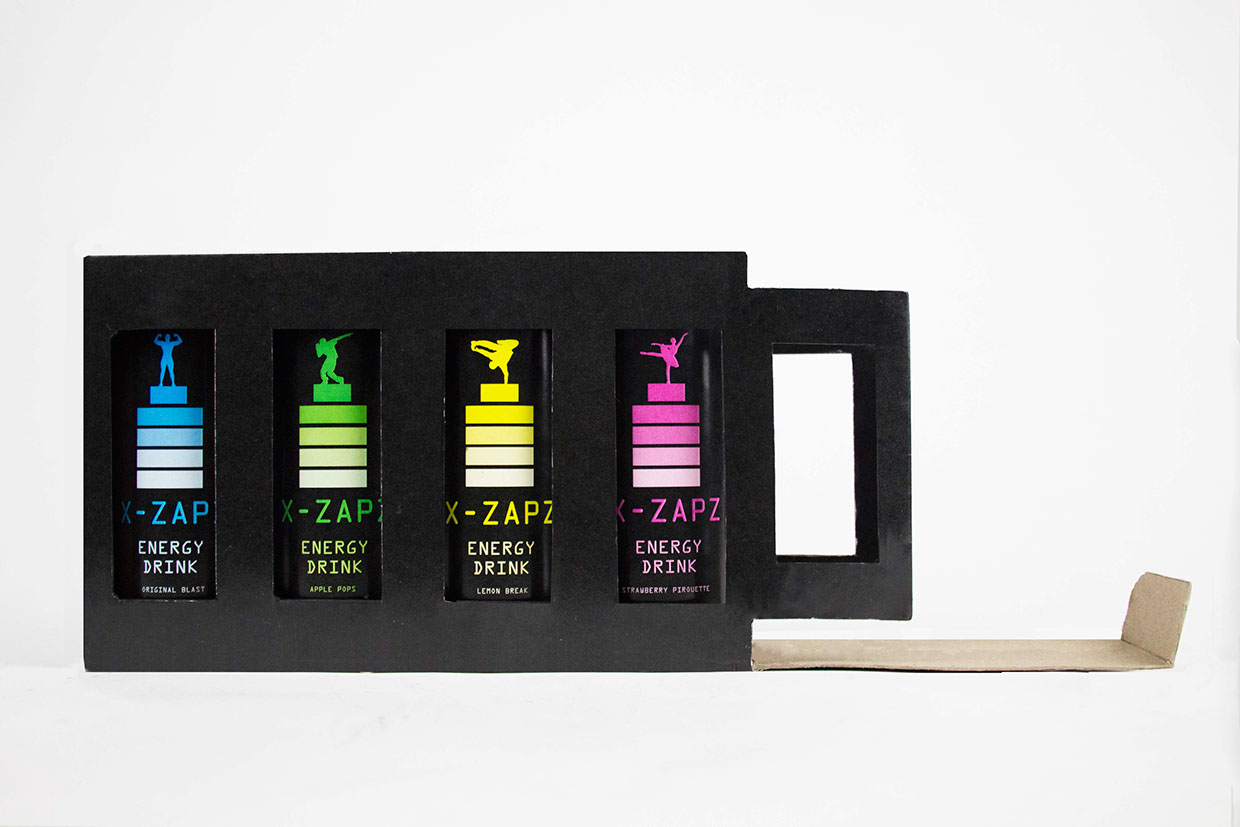 X-ZAP
ENERGY
DRINK
ORIGINAL BLAST
X-ZAPZ
ENERGY
DRINK
APPLE POPS
X-ZAPZ
ENERGY
DRINK
LEMON BREAK
X-ZAPZ
ENERGY
DRINK
STRAWBERRY PIROUETTE